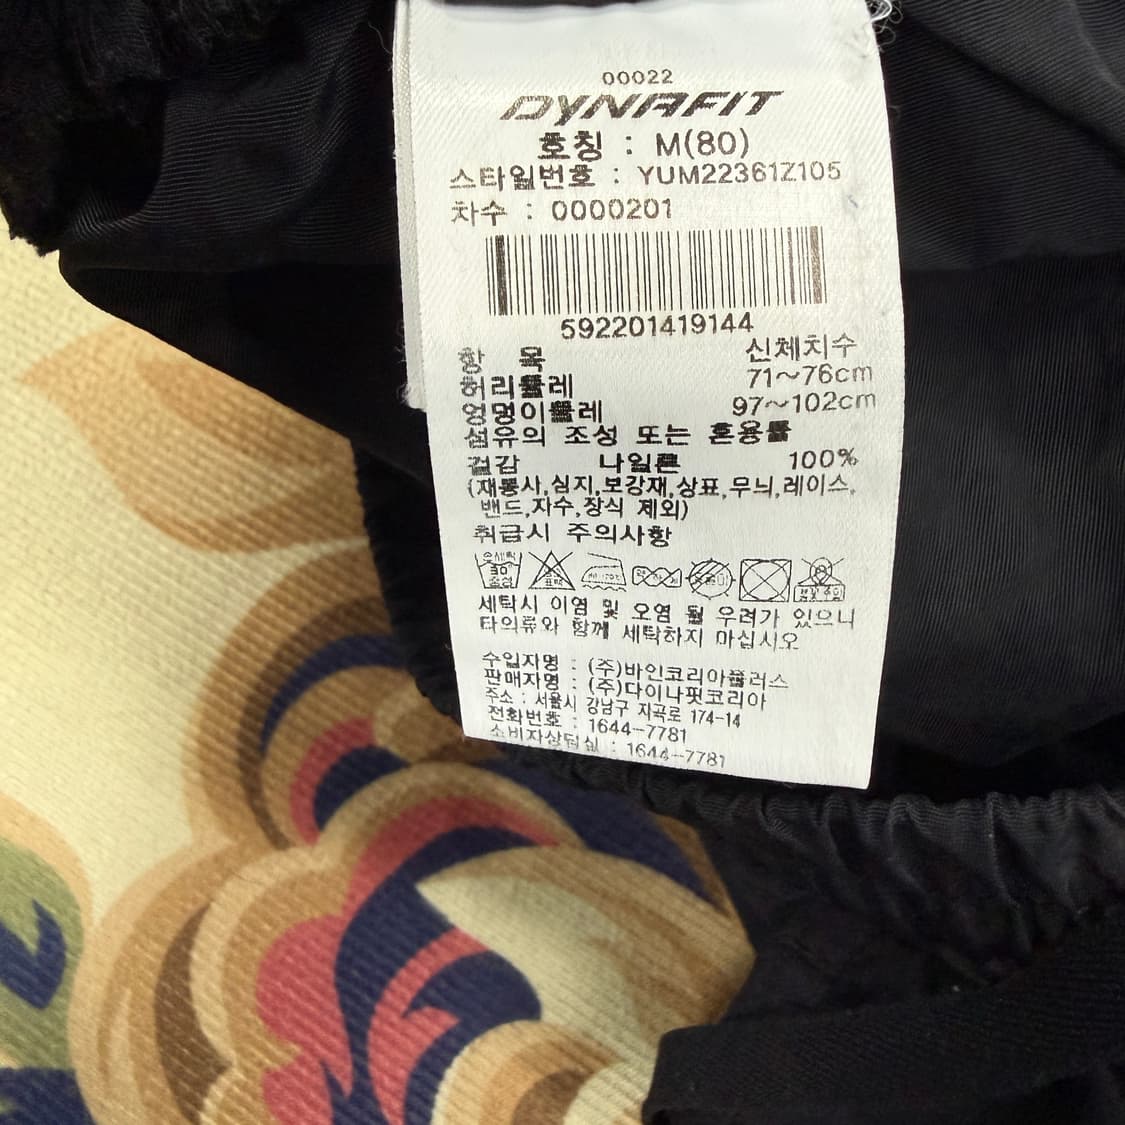 00022
DYNAFIT
호칭 : M(80)
스타일번호 : YUM22361Z105
차수 : 0000201
592201419144
항 목 신체치수
허리둘레 71~76cm
엉덩이둘레 97~102cm
섬유의 조성 또는 혼용률
겉감 나일론 100%
(재봉사,심지,보강재,상표,무늬,레이스,
밴드,자수,장식 제외)
취급시 주의사항
30°
세탁시 이염 및 오염 될 우려가 있으니
타의류와 함께 세탁하지 마십시오
수입자명 : (주)바인코리아플러스
판매자명 : (주)다이나핏코리아
주소 : 서울시 강남구 자곡로 174-14
전화번호 : 1644-7781
소비자상담실 : 1644-7781